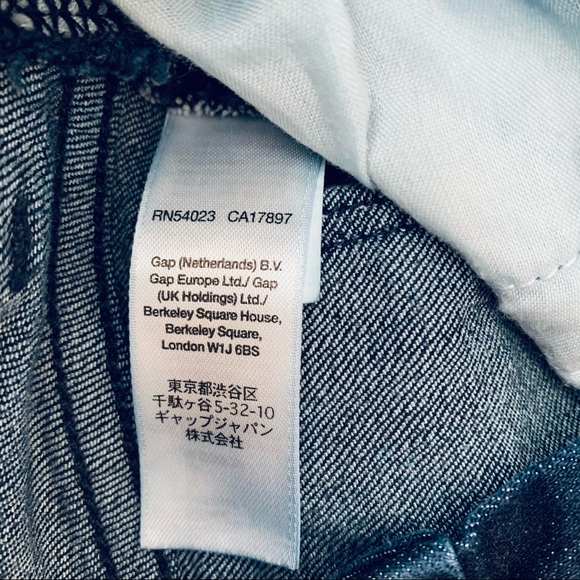 RN54023 CA17897
Gap (Netherlands) B.V.
Gap Europe Ltd./ Gap
(UK Holdings) Ltd./
Berkeley Square House,
Berkeley Square,
London W1J 6BS
東京都渋谷区
千駄ヶ谷5-32-10
ギャップジャパン
株式会社